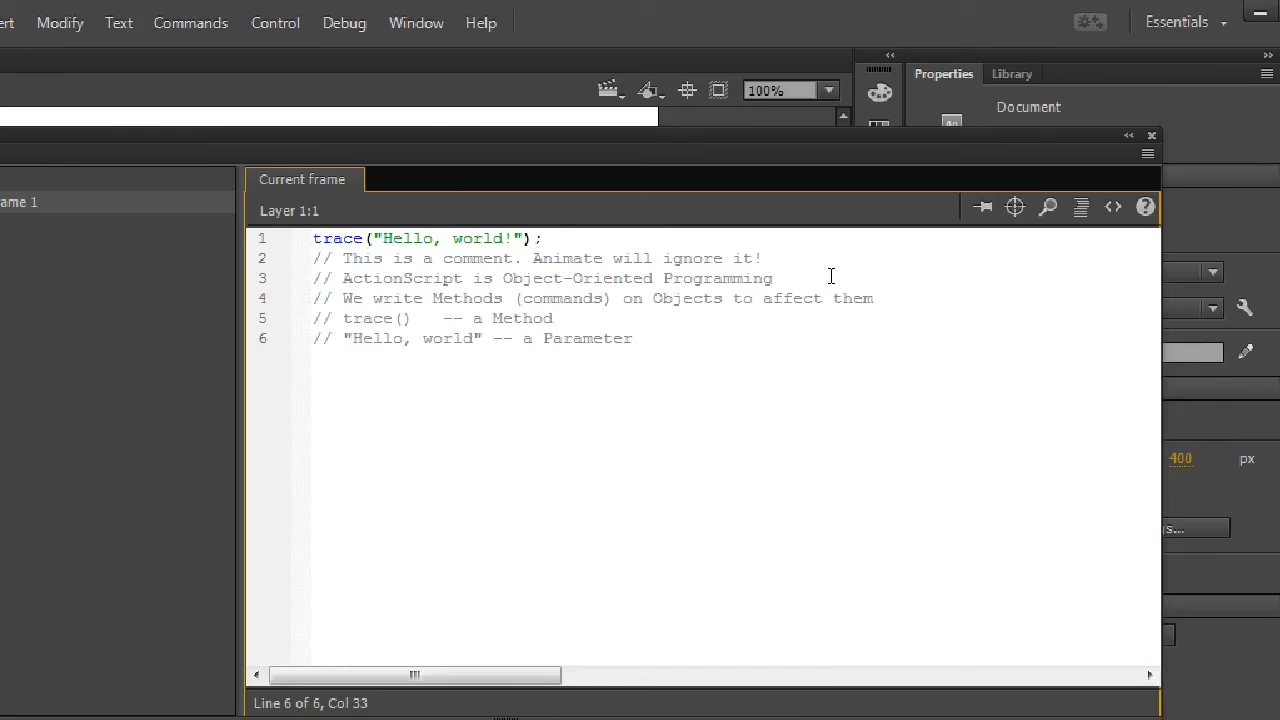 ert Modify Text Commands Control Debug Window Help Essentials
100% Properties Library
Document
Current frame
ame 1
Layer 1:1
1 trace("Hello, world!");
2 // This is a comment. Animate will ignore it!
3 // ActionScript is Object-Oriented Programming
4 // We write Methods (commands) on Objects to affect them
5 // trace()   -- a Method
6 // "Hello, world" -- a Parameter
400 px
s...
Line 6 of 6, Col 33